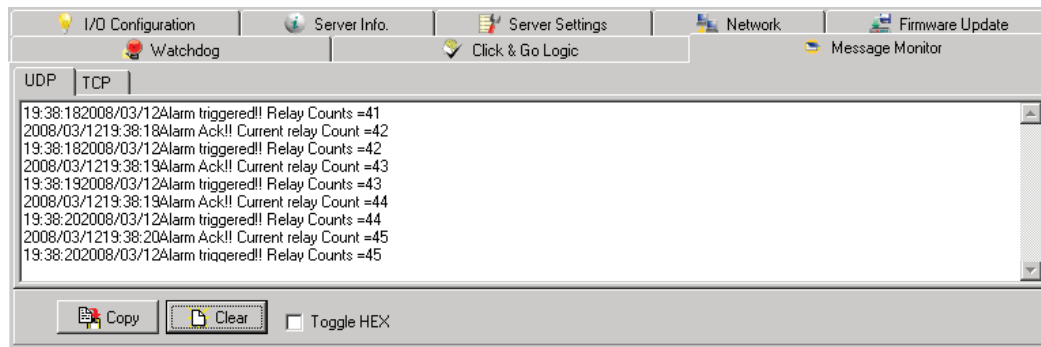 I/O Configuration Server Info. Server Settings Network Firmware Update
Watchdog Click & Go Logic Message Monitor
UDP TCP
19:38:182008/03/12Alarm triggered!! Relay Counts =41
2008/03/1219:38:18Alarm Ack!! Current relay Count =42
19:38:182008/03/12Alarm triggered!! Relay Counts =42
2008/03/1219:38:19Alarm Ack!! Current relay Count =43
19:38:192008/03/12Alarm triggered!! Relay Counts =43
2008/03/1219:38:19Alarm Ack!! Current relay Count =44
19:38:202008/03/12Alarm triggered!! Relay Counts =44
2008/03/1219:38:20Alarm Ack!! Current relay Count =45
19:38:202008/03/12Alarm triggered!! Relay Counts =45
Copy Clear Toggle HEX